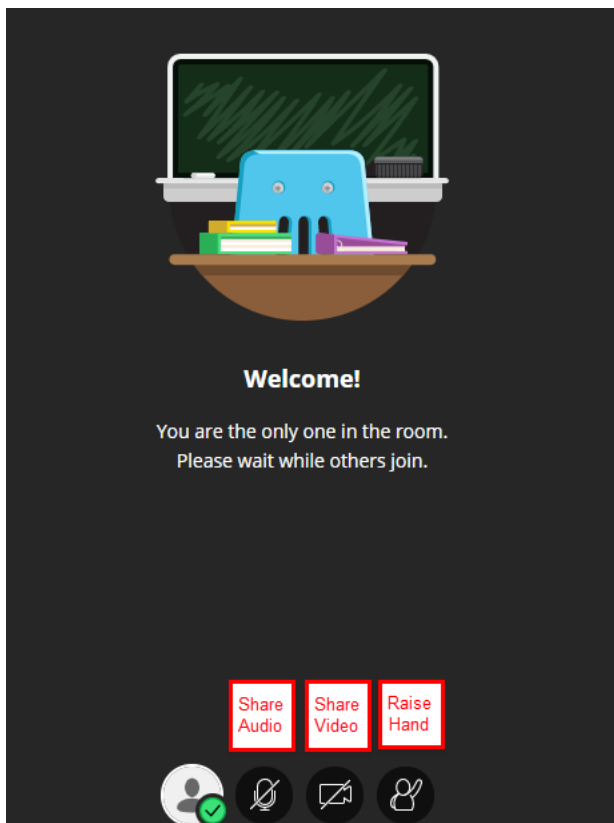 Welcome!
You are the only one in the room.
Please wait while others join.
Share
Audio
Share
Video
Raise
Hand